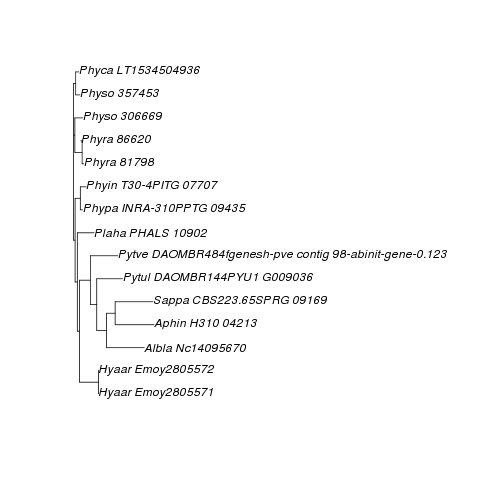 Phyca LT1534504936
Physo 357453
Physo 306669
Phyra 86620
Phyra 81798
Phyin T30-4PITG 07707
Phypa INRA-310PPTG 09435
Plaha PHALS 10902
Pytve DAOMBR484fgenesh-pve contig 98-abinit-gene-0.123
Pytul DAOMBR144PYU1 G009036
Sappa CBS223.65SPRG 09169
Aphin H310 04213
Albla Nc14095670
Hyaar Emoy2805572
Hyaar Emoy2805571